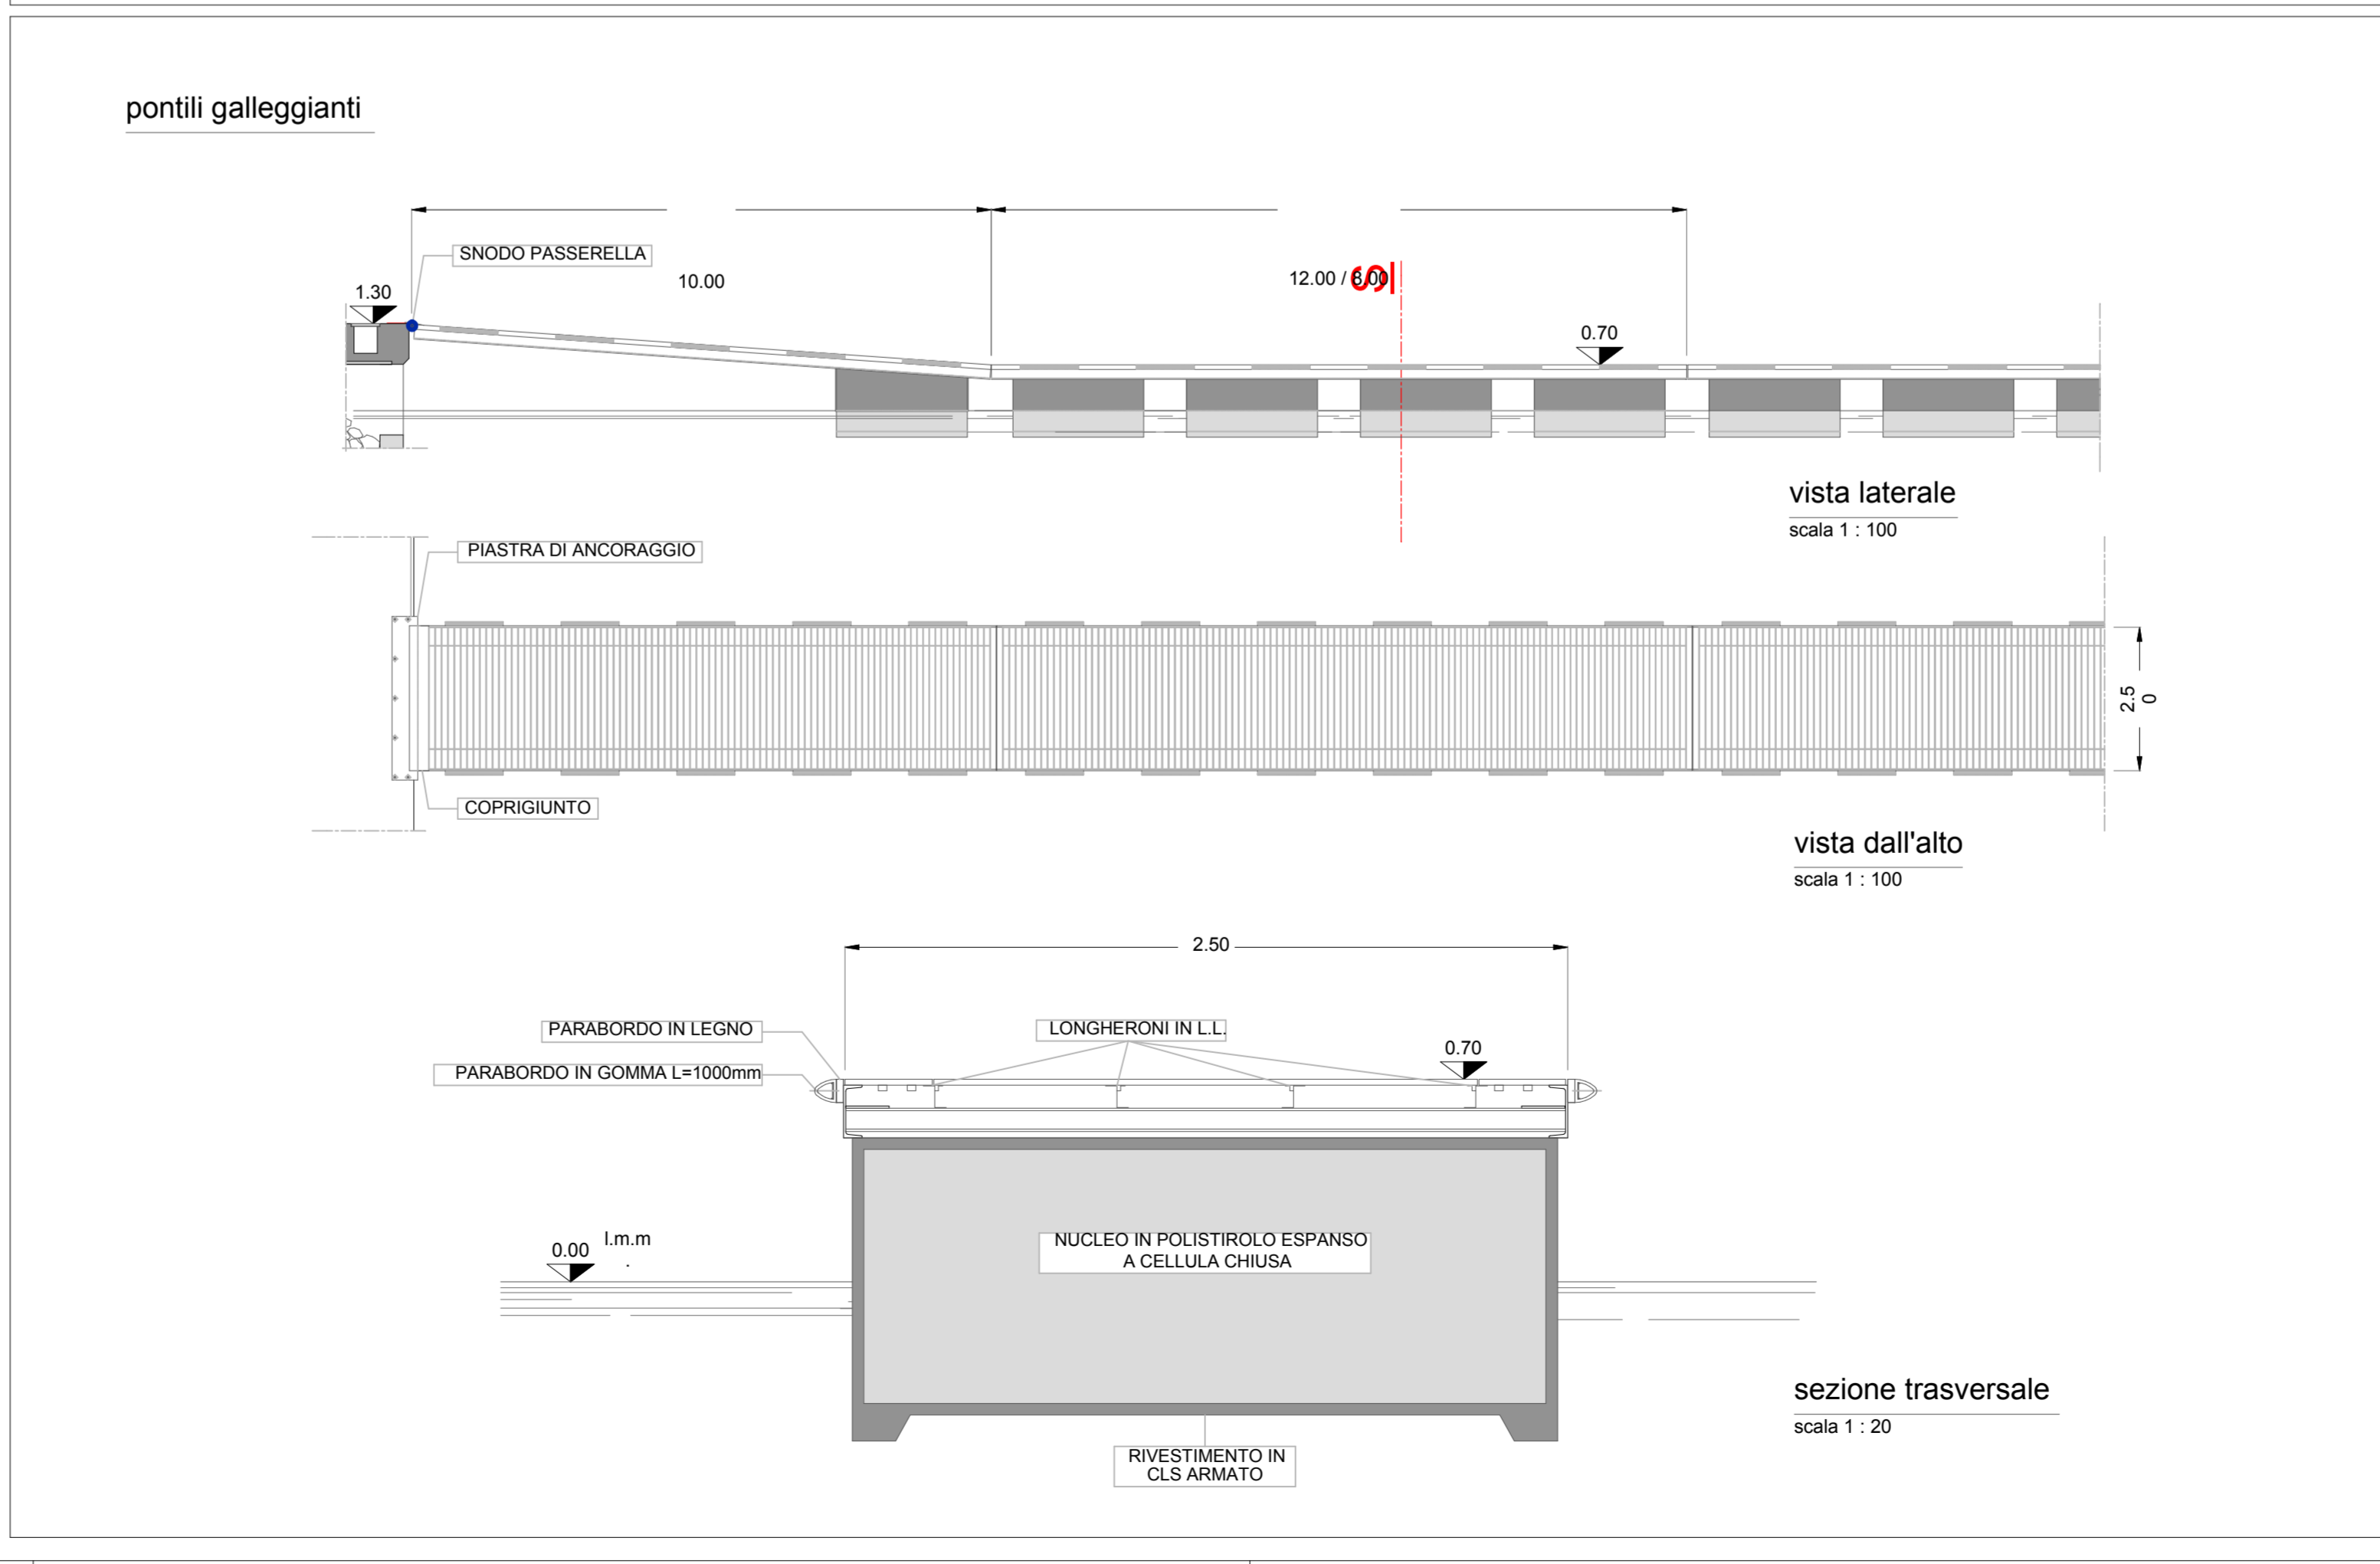 pontili galleggianti
SNODO PASSERELLA
1.30
10.00
12.00 / 8.00
S
0.70
vista laterale
scala 1 : 100
PIASTRA DI ANCORAGGIO
2.5
0
COPRIGIUNTO
vista dall'alto
scala 1 : 100
2.50
PARABORDO IN LEGNO
LONGHERONI IN L.L.
0.70
PARABORDO IN GOMMA L=1000mm
l.m.m
.
0.00
NUCLEO IN POLISTIROLO ESPANSO
A CELLULA CHIUSA
sezione trasversale
scala 1 : 20
RIVESTIMENTO IN
CLS ARMATO